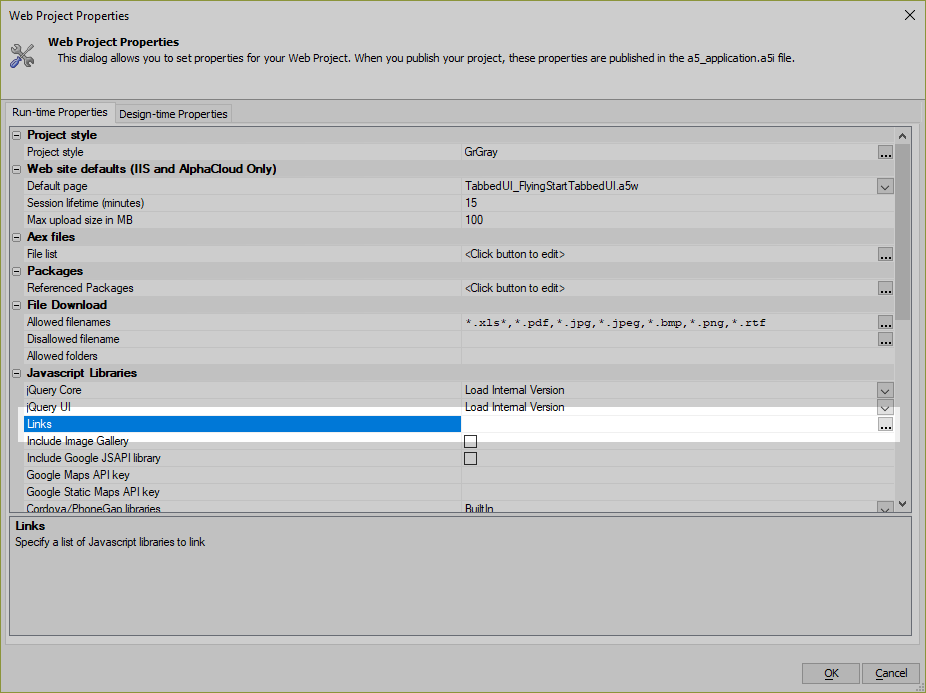 Web Project Properties
Web Project Properties
This dialog allows you to set properties for your Web Project. When you publish your project, these properties are published in the a5_application.a5i file.
Run-time Properties Design-time Properties
Project style
Project style GrGray
Web site defaults (IIS and AlphaCloud Only)
Default page TabbedUI_FlyingStartTabbedUI.a5w
Session lifetime (minutes) 15
Max upload size in MB 100
Aex files
File list <Click button to edit>
Packages
Referenced Packages <Click button to edit>
File Download
Allowed filenames *.xls*,*.pdf,*.jpg,*.jpeg,*.bmp,*.png,*.rtf
Disallowed filename
Allowed folders
Javascript Libraries
jQuery Core Load Internal Version
jQuery UI Load Internal Version
Links
Include Image Gallery
Include Google JSAPI library
Google Maps API key
Google Static Maps API key
Cordova/PhoneGap libraries BuiltIn
Links
Specify a list of Javascript libraries to link
OK Cancel